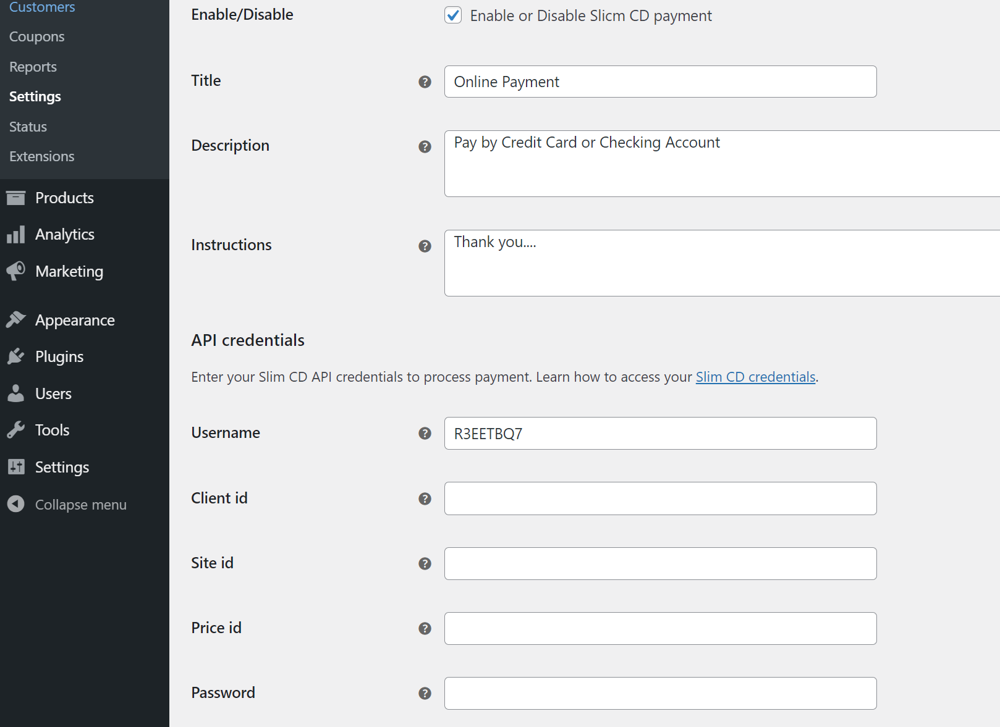 Customers
Coupons
Reports
Settings
Status
Extensions
Products
Analytics
Marketing
Appearance
Plugins
Users
Tools
Settings
Collapse menu
Enable/Disable
Enable or Disable Slicm CD payment
Title
Online Payment
Description
Pay by Credit Card or Checking Account
Instructions
Thank you....
API credentials
Enter your Slim CD API credentials to process payment. Learn how to access your Slim CD credentials.
Username
R3EETBQ7
Client id
Site id
Price id
Password